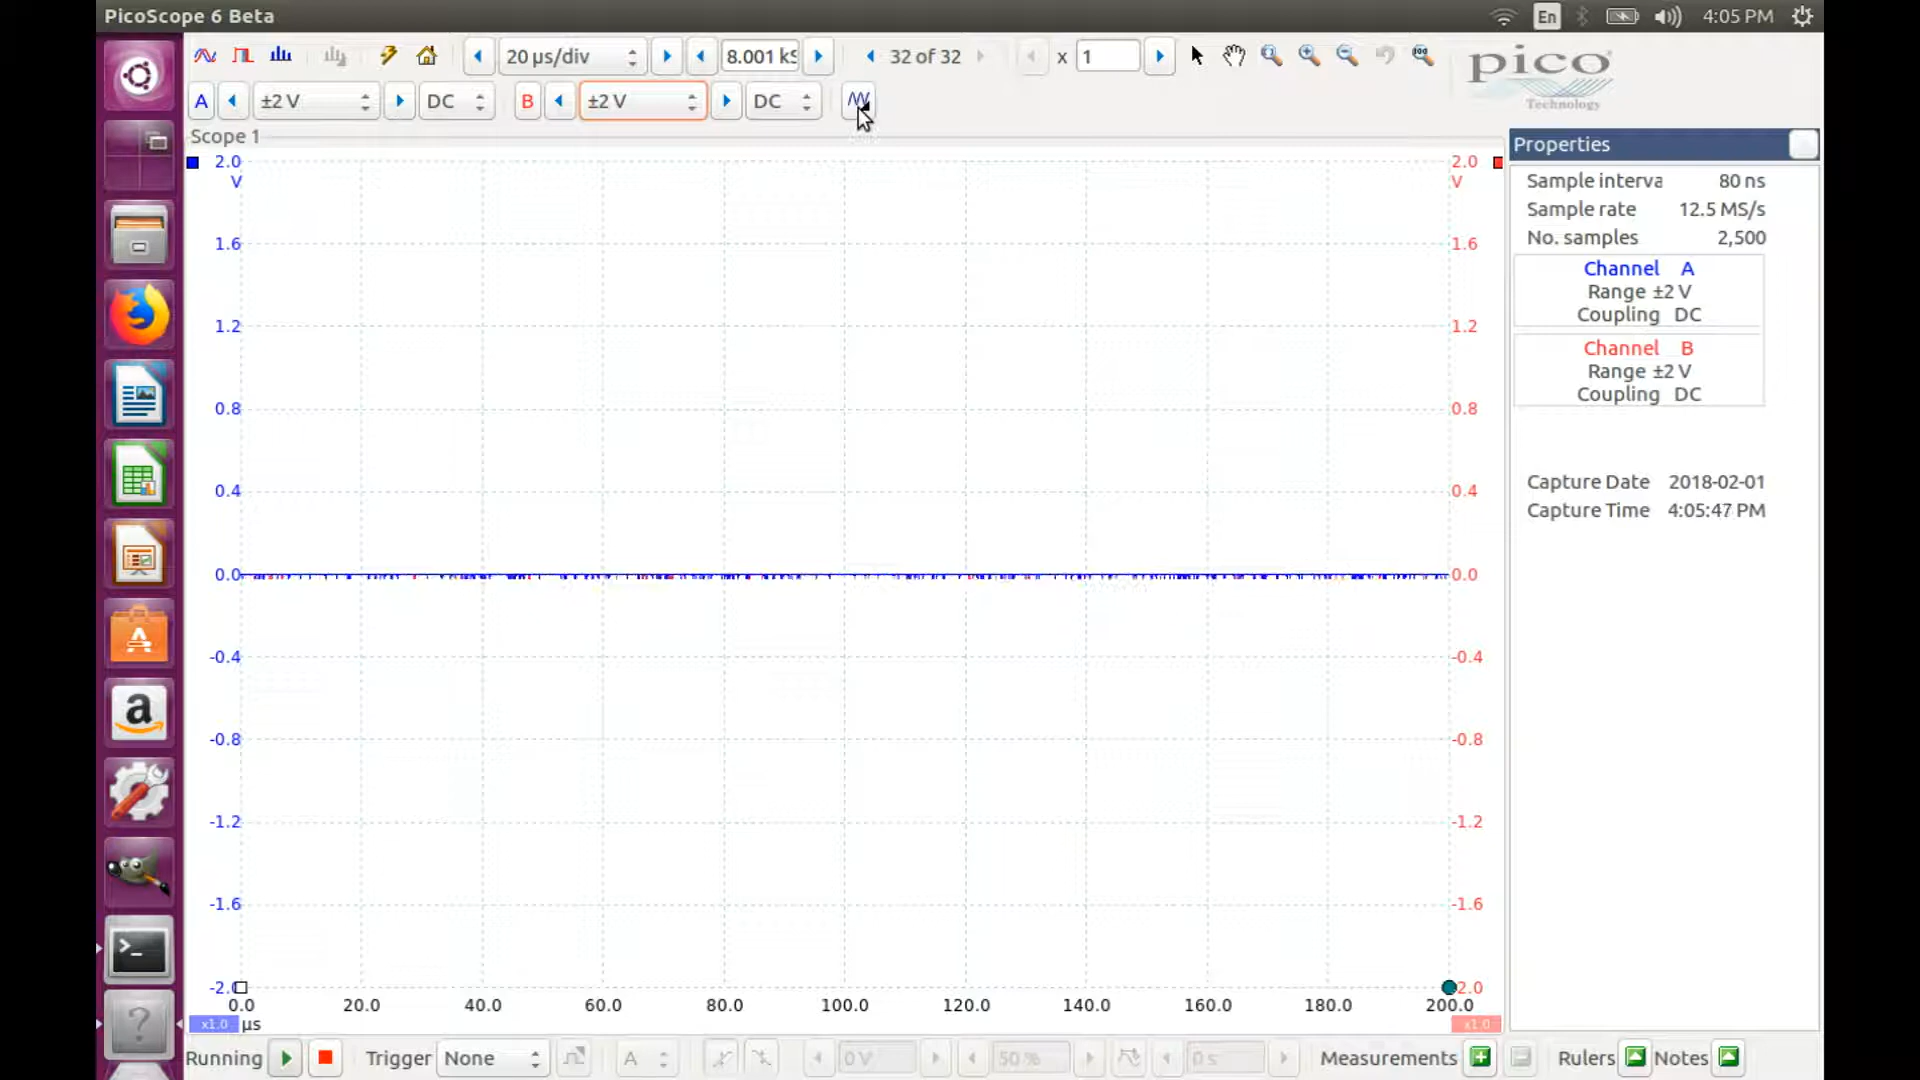 PicoScope 6 Beta
En
4:05 PM
20 µs/div
8.001 kS
32 of 32
x 1
pico
Technology
A
±2 V
DC
B
±2 V
DC
Scope 1
Properties
2.0
V
1.6
1.2
0.8
0.4
0.0
-0.4
-0.8
-1.2
-1.6
-2.0
2.0
V
1.6
1.2
0.8
0.4
0.0
-0.4
-0.8
-1.2
-1.6
2.0
Sample interva 80 ns
Sample rate 12.5 MS/s
No. samples 2,500
Channel A
Range ±2 V
Coupling DC
Channel B
Range ±2 V
Coupling DC
Capture Date 2018-02-01
Capture Time 4:05:47 PM
0.0 20.0 40.0 60.0 80.0 100.0 120.0 140.0 160.0 180.0 200.0
x1.0 µs
x1.0
Running Trigger None A 0 V 50 % 0 s Measurements Rulers Notes